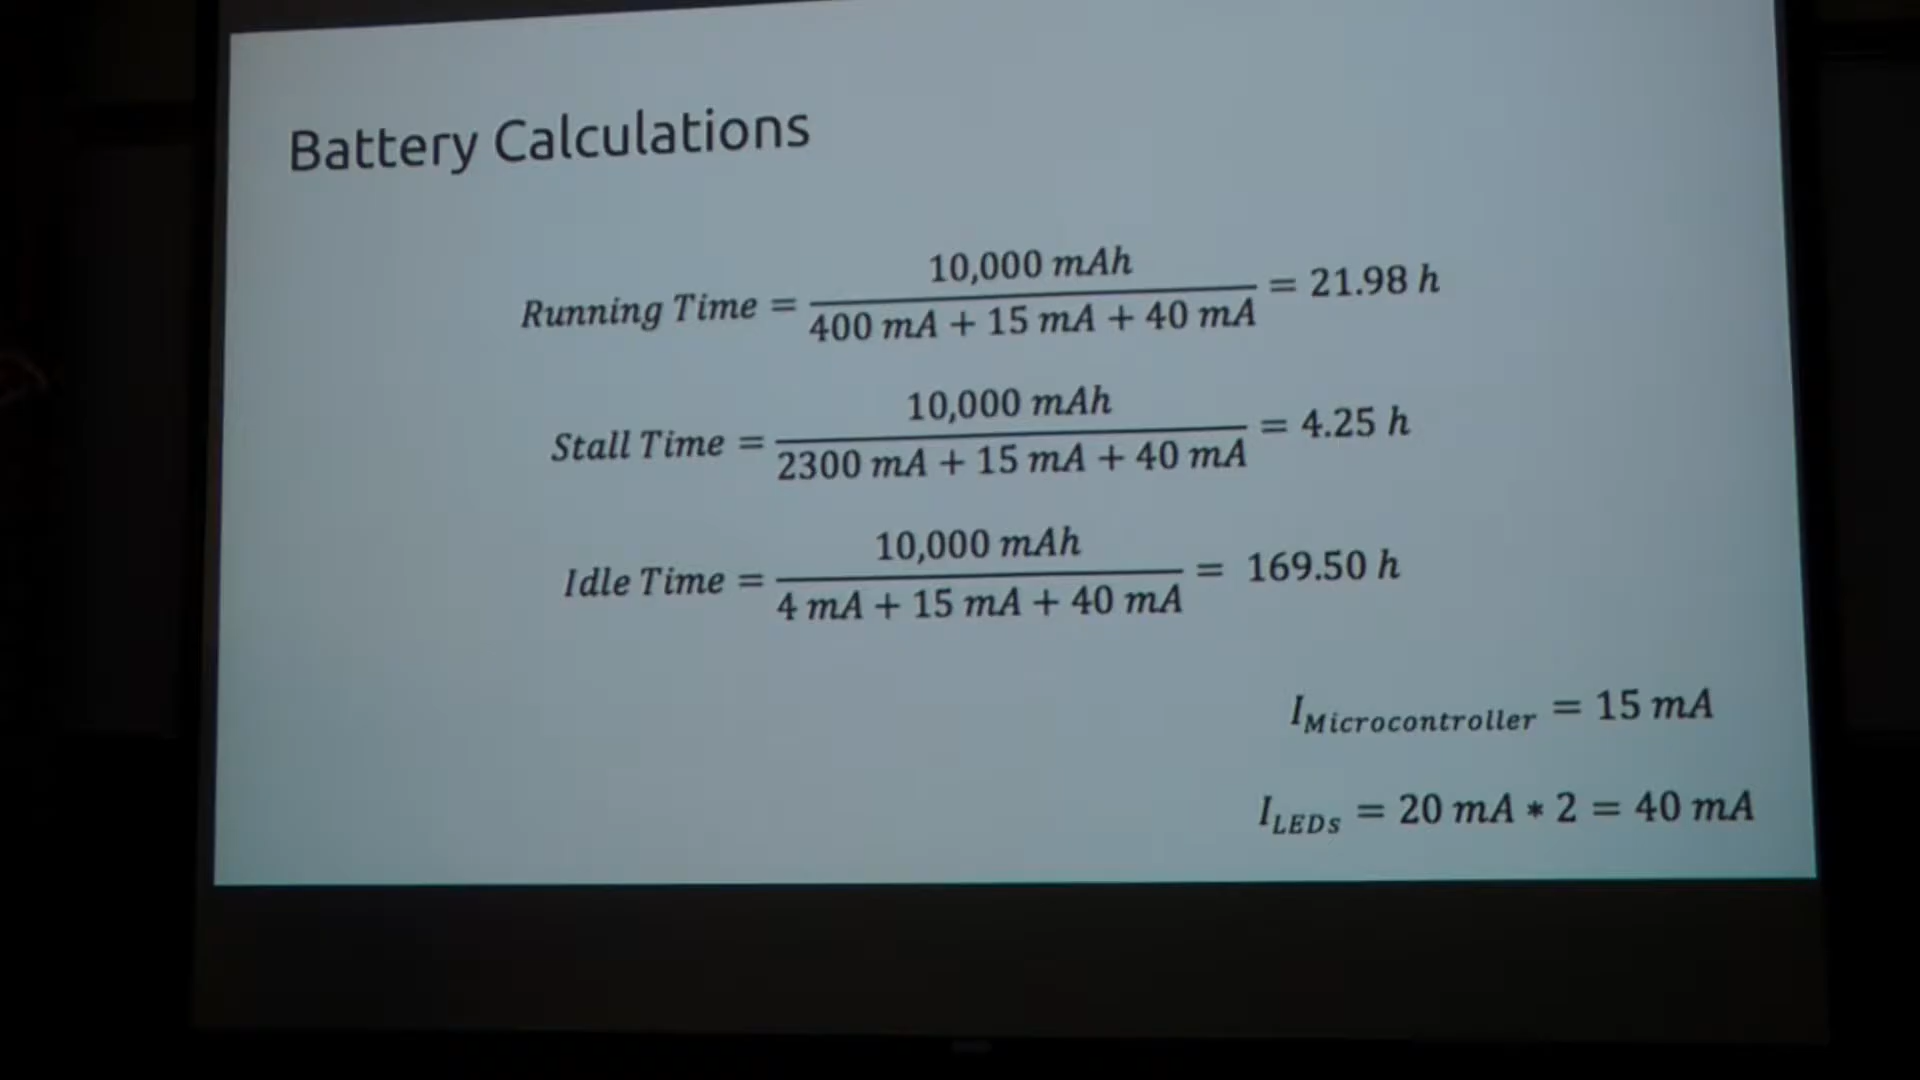 Battery Calculations
Running Time = 10,000 mAh / 400 mA + 15 mA + 40 mA = 21.98 h
Stall Time = 10,000 mAh / 2300 mA + 15 mA + 40 mA = 4.25 h
Idle Time = 10,000 mAh / 4 mA + 15 mA + 40 mA = 169.50 h
I Microcontroller = 15 mA
I LEDs = 20 mA * 2 = 40 mA